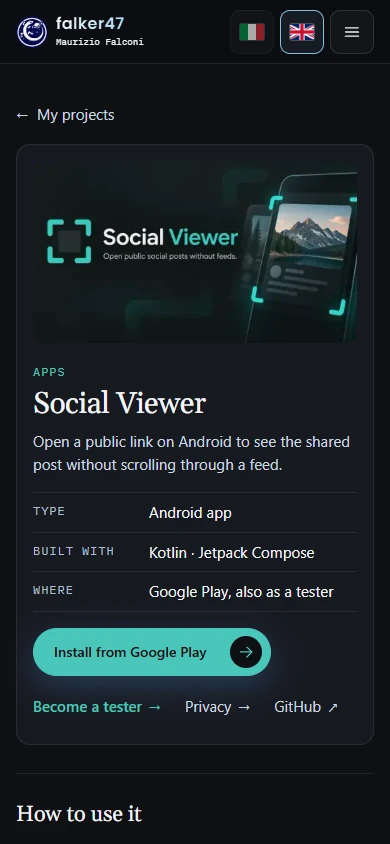 falker47
Maurizio Falconi
← My projects
Social Viewer
Open public social posts without feeds.
APPS
Social Viewer
Open a public link on Android to see the shared
post without scrolling through a feed.
TYPE Android app
BUILT WITH Kotlin · Jetpack Compose
WHERE Google Play, also as a tester
Install from Google Play →
Become a tester → Privacy → GitHub ↗
How to use it